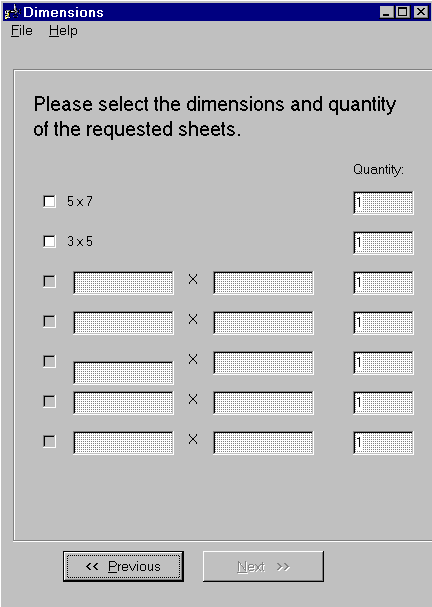 Dimensions
File Help
Please select the dimensions and quantity
of the requested sheets.
Quantity:
5 x 7 1
3 x 5 1
X 1
X 1
X 1
X 1
X 1
<< Previous Next >>